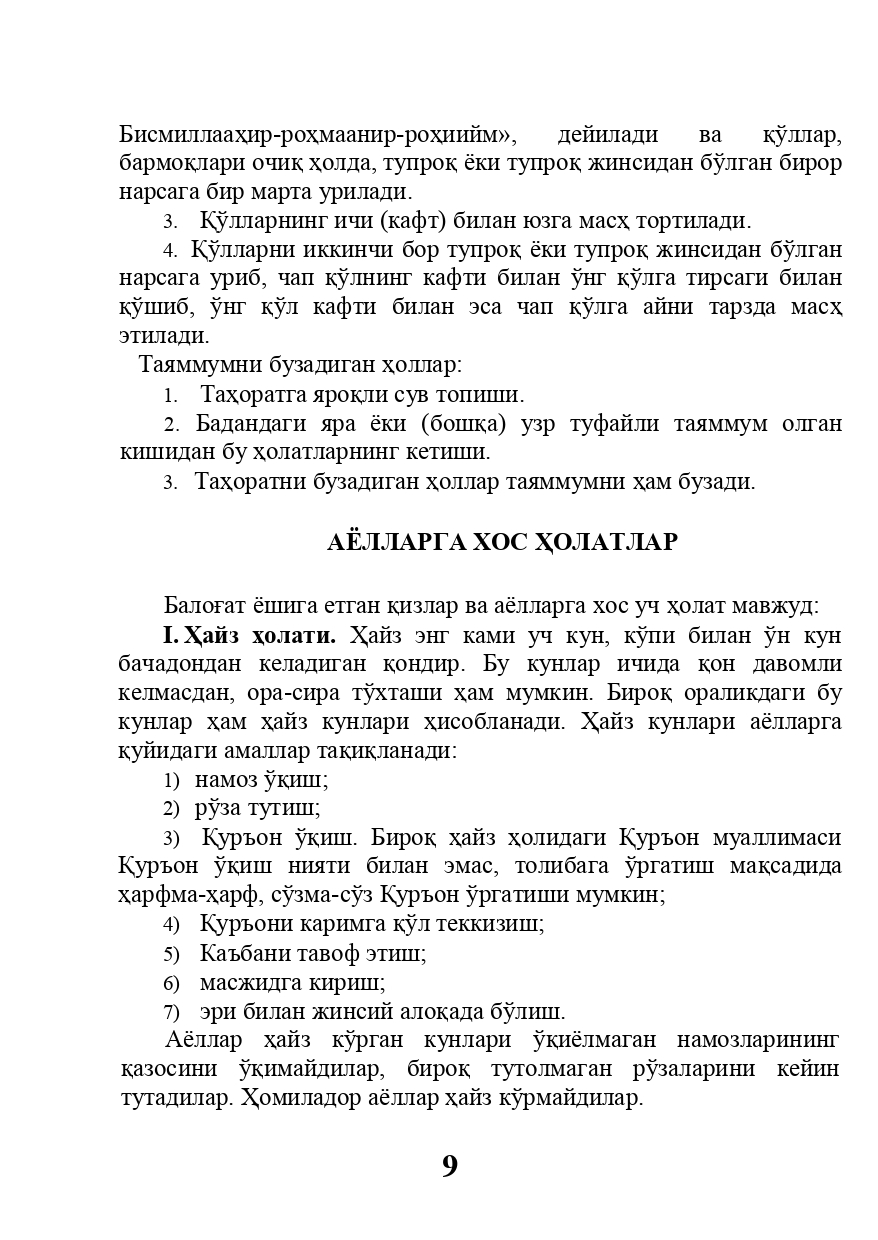 Бисмиллааҳир-роҳмаанир-роҳиийм», дейилади ва қўллар,
бармоқлари очиқ ҳолда, тупроқ ёки тупроқ жинсидан бўлган бирор
нарсага бир марта урилади.
3. Қўлларнинг ичи (кафт) билан юзга масҳ тортилади.
4. Қўлларни иккинчи бор тупроқ ёки тупроқ жинсидан бўлган
нарсага уриб, чап қўлнинг кафти билан ўнг қўлга тирсаги билан
қўшиб, ўнг қўл кафти билан эса чап қўлга айни тарзда масҳ
этилади.
Таяммумни бузадиган ҳоллар:
1. Таҳоратга яроқли сув топиши.
2. Бадандаги яра ёки (бошқа) узр туфайли таяммум олган
кишидан бу ҳолатларнинг кетиши.
3. Таҳоратни бузадиган ҳоллар таяммумни ҳам бузади.
АЁЛЛАРГА ХОС ҲОЛАТЛАР
Балоғат ёшига етган қизлар ва аёлларга хос уч ҳолат мавжуд:
I. Ҳайз ҳолати. Ҳайз энг ками уч кун, кўпи билан ўн кун
бачадондан келадиган қондир. Бу кунлар ичида қон давомли
келмасдан, ора-сира тўхташи ҳам мумкин. Бироқ ораликдаги бу
кунлар ҳам ҳайз кунлари ҳисобланади. Ҳайз кунлари аёлларга
қуйидаги амаллар тақиқланади:
1) намоз ўқиш;
2) рўза тутиш;
3) Қуръон ўқиш. Бироқ ҳайз ҳолидаги Қуръон муаллимаси
Қуръон ўқиш нияти билан эмас, толибага ўргатиш мақсадида
ҳарфма-ҳарф, сўзма-сўз Қуръон ўргатиши мумкин;
4) Қуръони каримга қўл теккизиш;
5) Каъбани тавоф этиш;
6) масжидга кириш;
7) эри билан жинсий алоқада бўлиш.
Аёллар ҳайз кўрган кунлари ўқиёлмаган намозларининг
қазосини ўқимайдилар, бироқ тутолмаган рўзаларини кейин
тутадилар. Ҳомиладор аёллар ҳайз кўрмайдилар.
9